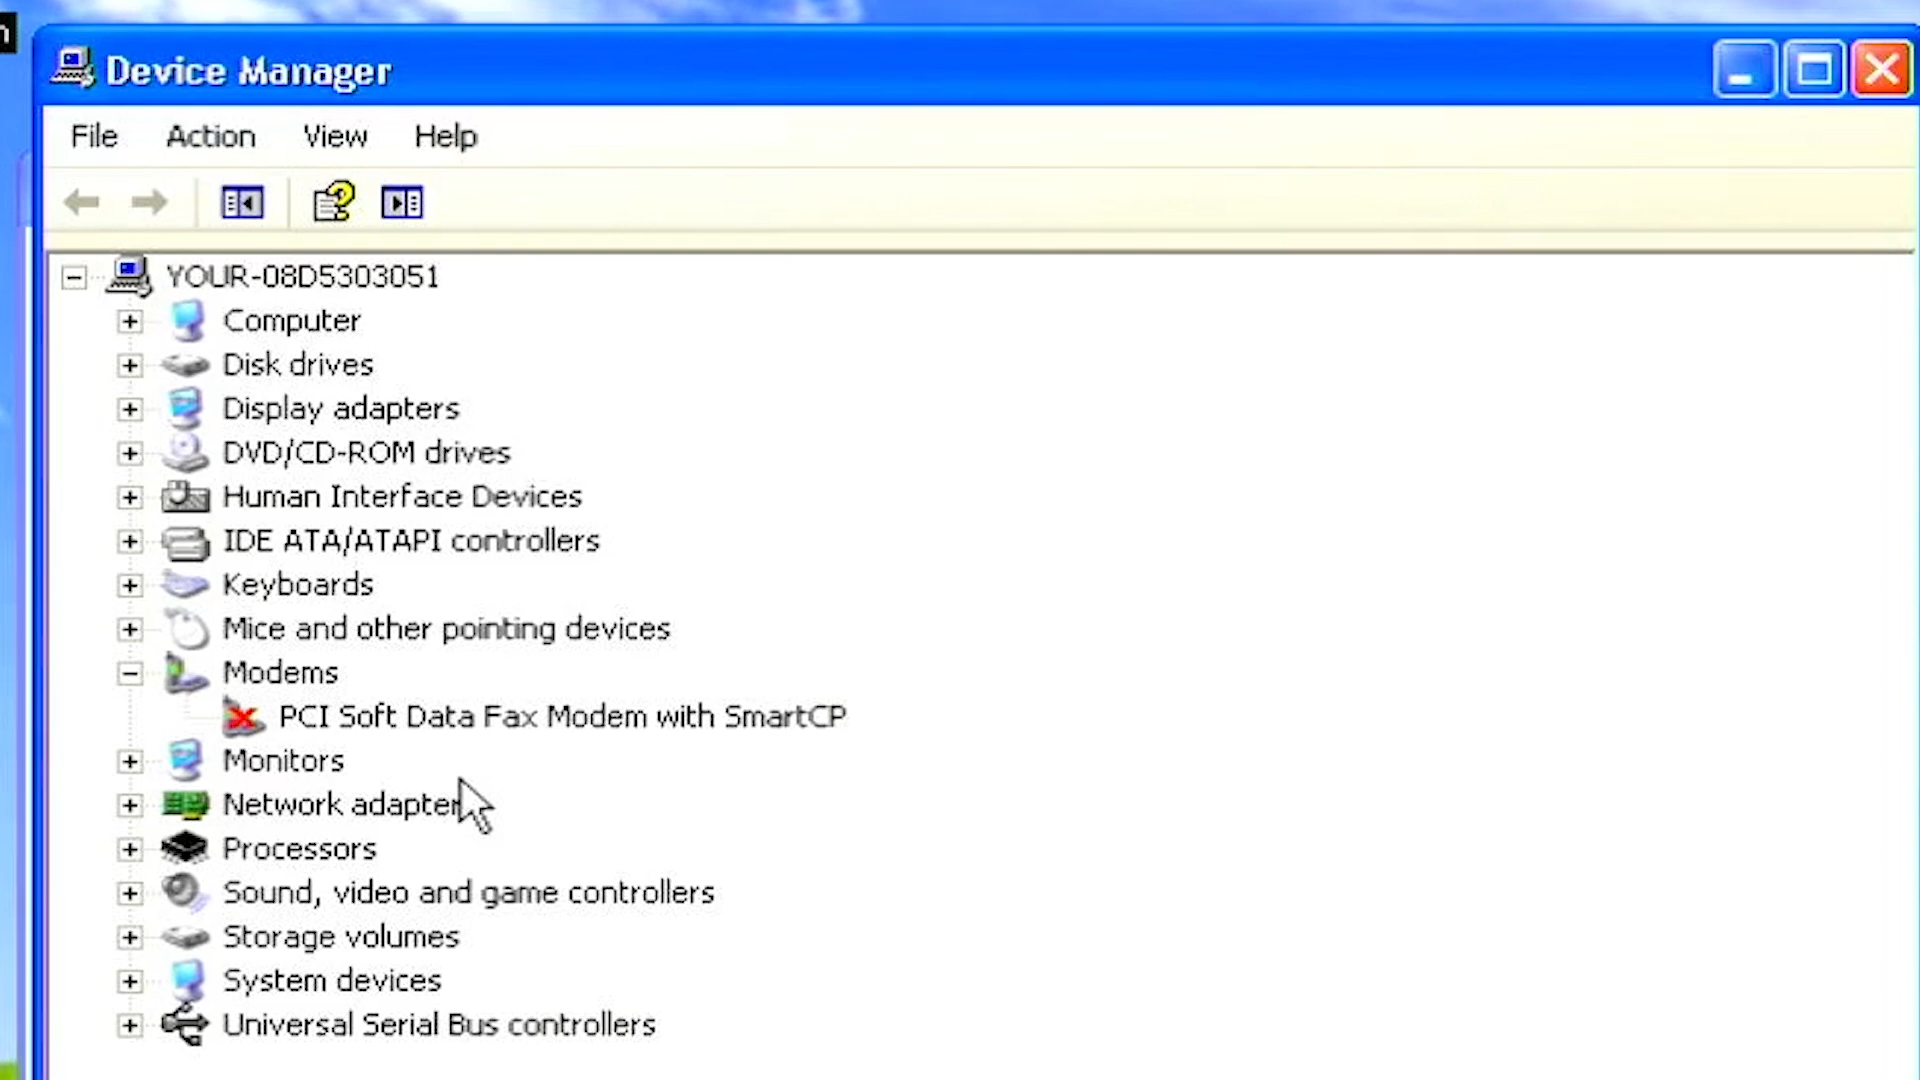 Device Manager
File Action View Help
YOUR-08D5303051
Computer
Disk drives
Display adapters
DVD/CD-ROM drives
Human Interface Devices
IDE ATA/ATAPI controllers
Keyboards
Mice and other pointing devices
Modems
PCI Soft Data Fax Modem with SmartCP
Monitors
Network adapter
Processors
Sound, video and game controllers
Storage volumes
System devices
Universal Serial Bus controllers